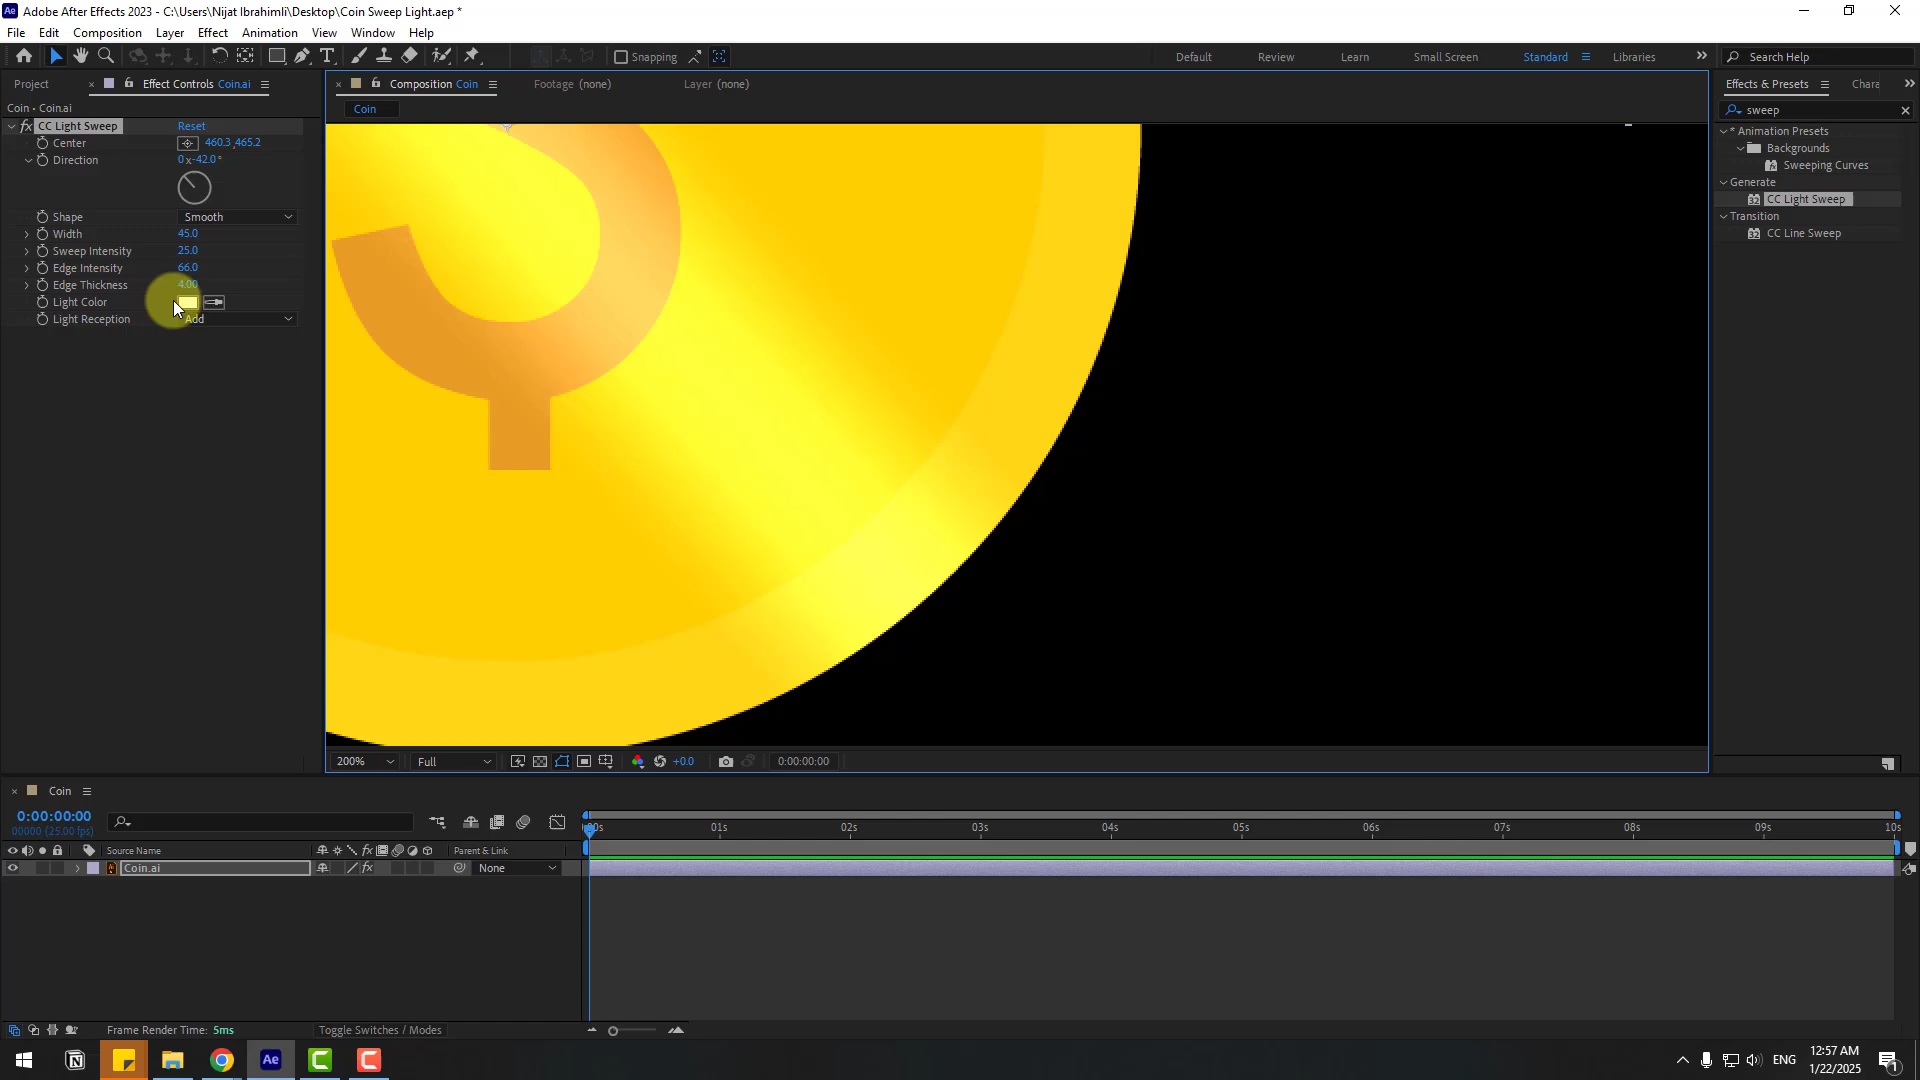 Adobe After Effects 2023 - C:\Users\Nijat Ibrahimli\Desktop\Coin Sweep Light.aep *
File Edit Composition Layer Effect Animation View Window Help
Snapping
Default Review Learn Small Screen Standard Libraries
Search Help
Project
Effect Controls Coin.ai
Composition Coin
Footage (none)
Layer (none)
Effects & Presets
Chara
Coin • Coin.ai
Coin
sweep
fx CC Light Sweep Reset
Center 460.3,465.2
Direction 0x-42.0°
Shape Smooth
Width 45.0
Sweep Intensity 25.0
Edge Intensity 66.0
Edge Thickness 4.00
Light Color
Light Reception Add
* Animation Presets
Backgrounds
Sweeping Curves
Generate
CC Light Sweep
Transition
CC Line Sweep
200% Full +0.0 0:00:00:00
Coin
0:00:00:00
00000 (25.00 fps)
:00s 01s 02s 03s 04s 05s 06s 07s 08s 09s 10s
Source Name Parent & Link
Coin.ai None
Frame Render Time: 5ms
Toggle Switches / Modes
ENG
12:57 AM
1/22/2025
1